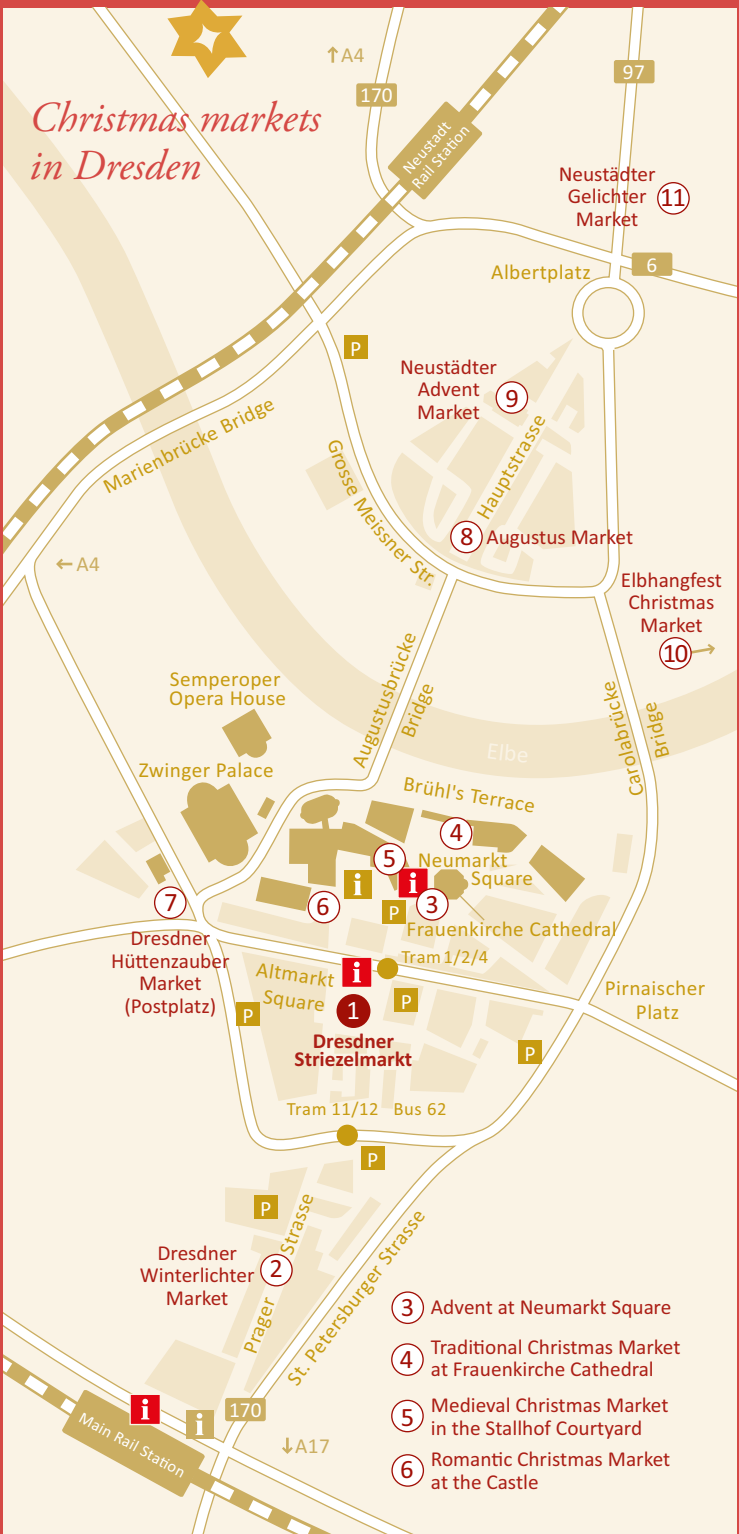 ↑A4
97
170
Christmas markets
in Dresden
Neustadt
Rail Station
Neustädter
Gelichter
Market
11
6
Albertplatz
P
Neustädter
Advent
Market
9
Marienbrücke Bridge
Grosse Meissner Str.
Hauptstrasse
8 Augustus Market
←A4
Elbhangfest
Christmas
Market
10 →
Semperoper
Opera House
Augustusbrücke
Bridge
Carolabrücke
Bridge
Elbe
Zwinger Palace
Brühl's Terrace
4
5
Neumarkt
Square
i
i
3
6
P
7
Frauenkirche Cathedral
Dresdner
Hüttenzauber
Market
(Postplatz)
Tram 1/2/4
Altmarkt
Square
i
P
P
1
Dresdner
Striezelmarkt
Pirnaischer
Platz
P
Tram 11/12 Bus 62
P
P
Prager Strasse
St. Petersburger Strasse
Dresdner
Winterlichter
Market
2
3 Advent at Neumarkt Square
4 Traditional Christmas Market
at Frauenkirche Cathedral
5 Medieval Christmas Market
in the Stallhof Courtyard
6 Romantic Christmas Market
at the Castle
i
i
170
Main Rail Station
↓A17